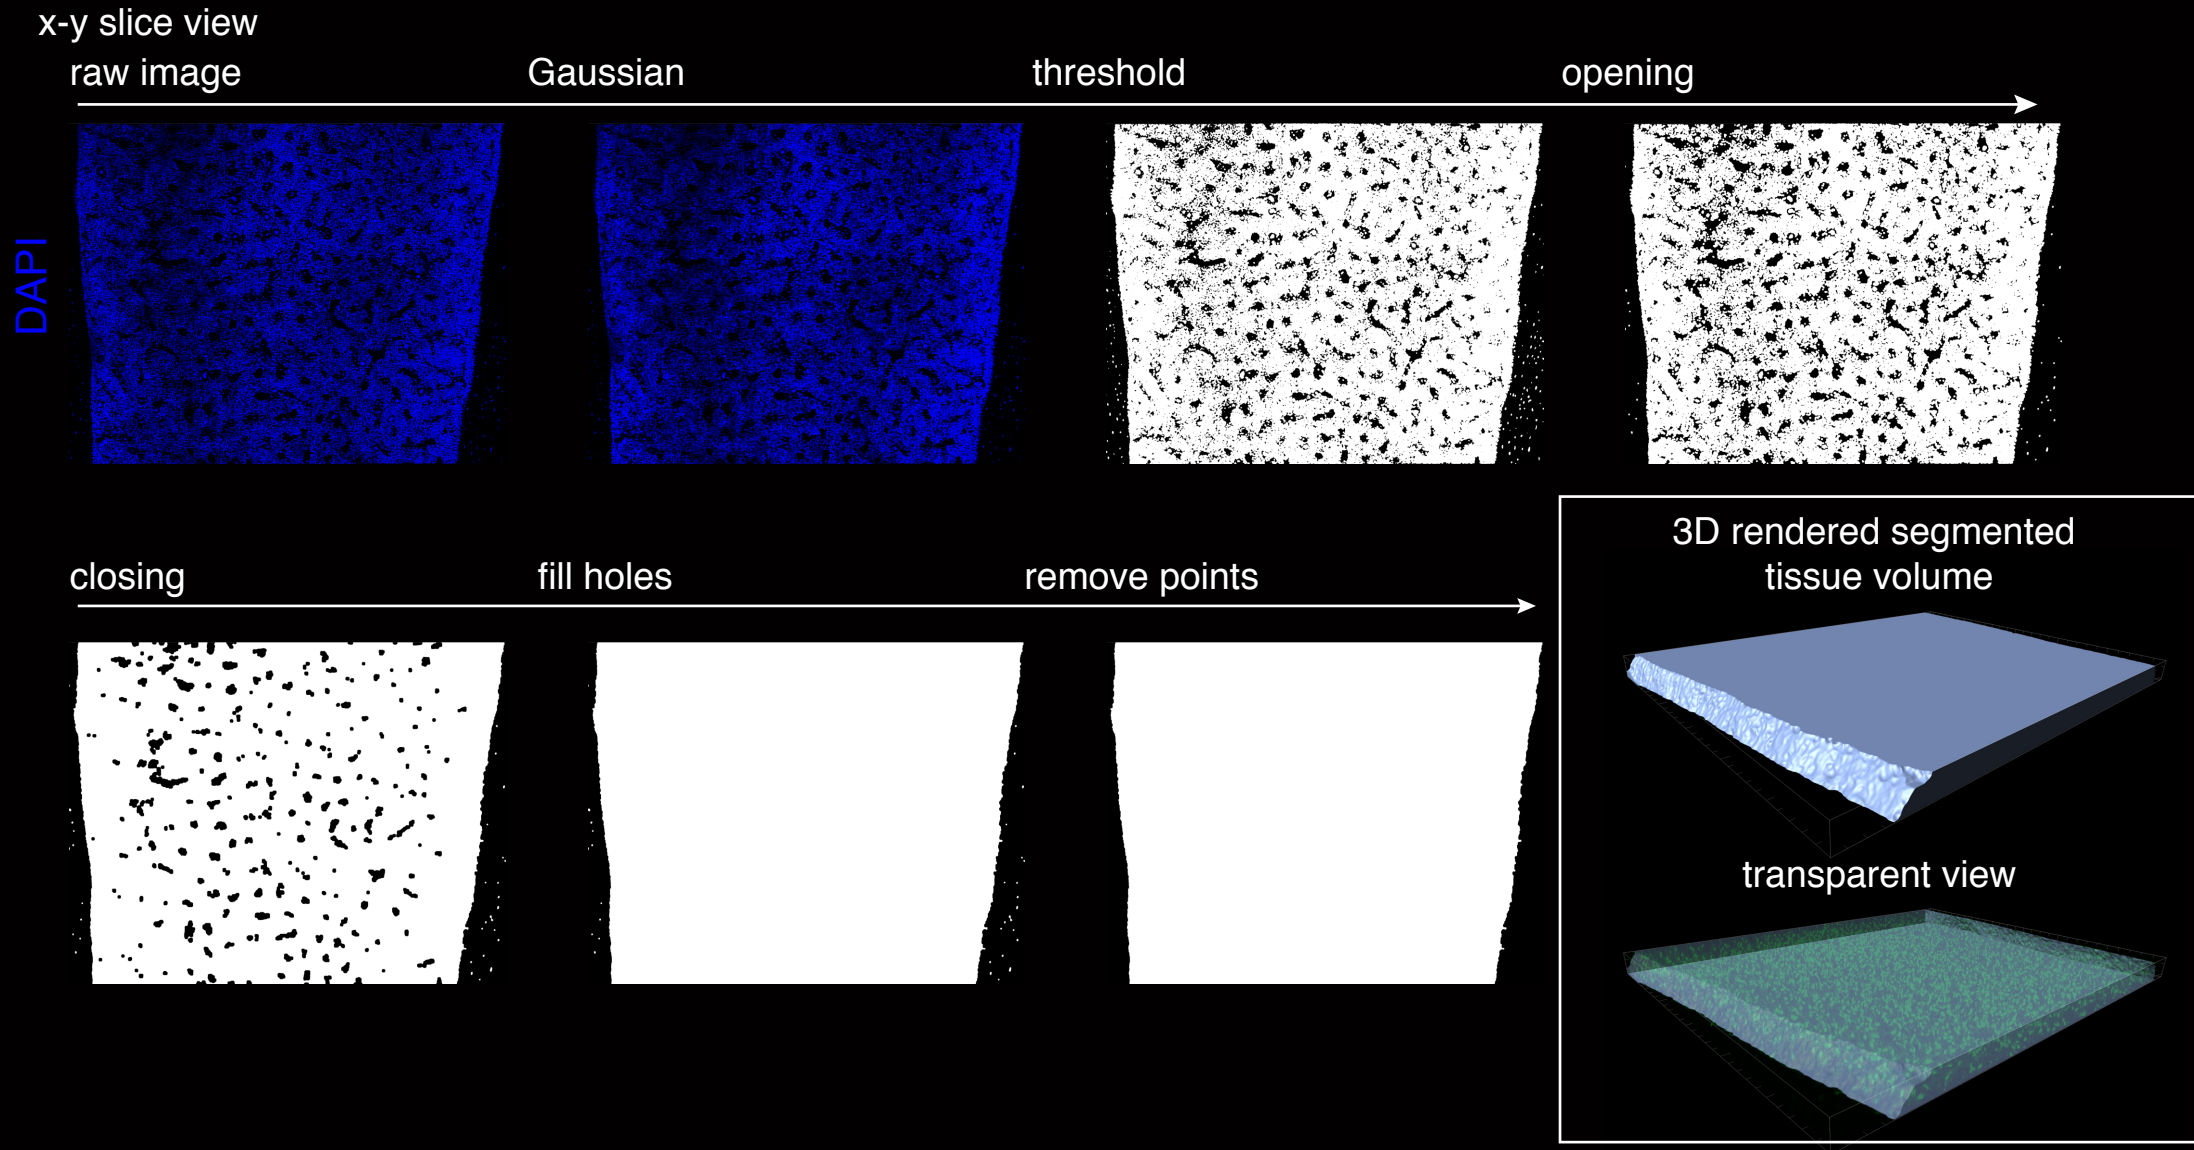 x-y slice view
raw image
Gaussian
threshold
opening
DAPI
closing
fill holes
remove points
3D rendered segmented
tissue volume
transparent view